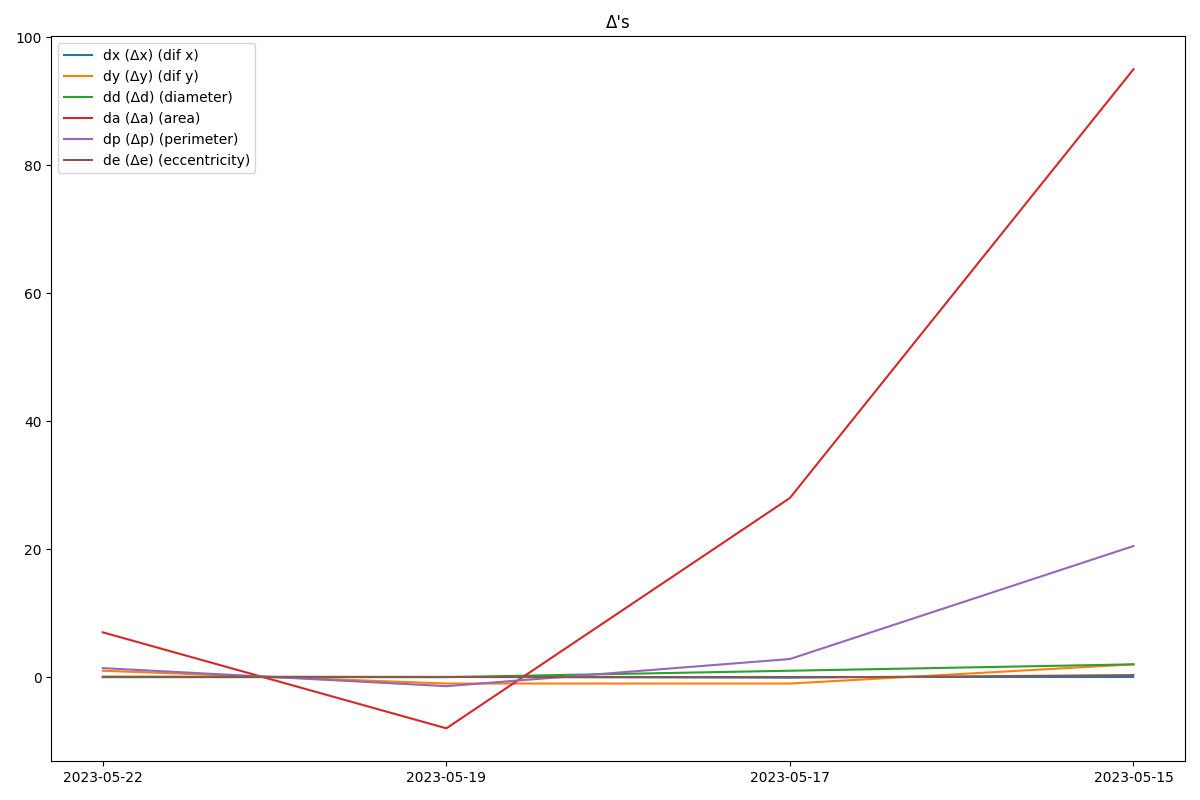 Δ's
dx (Δx) (dif x)
dy (Δy) (dif y)
dd (Δd) (diameter)
da (Δa) (area)
dp (Δp) (perimeter)
de (Δe) (eccentricity)
100
80
60
40
20
0
2023-05-22
2023-05-19
2023-05-17
2023-05-15